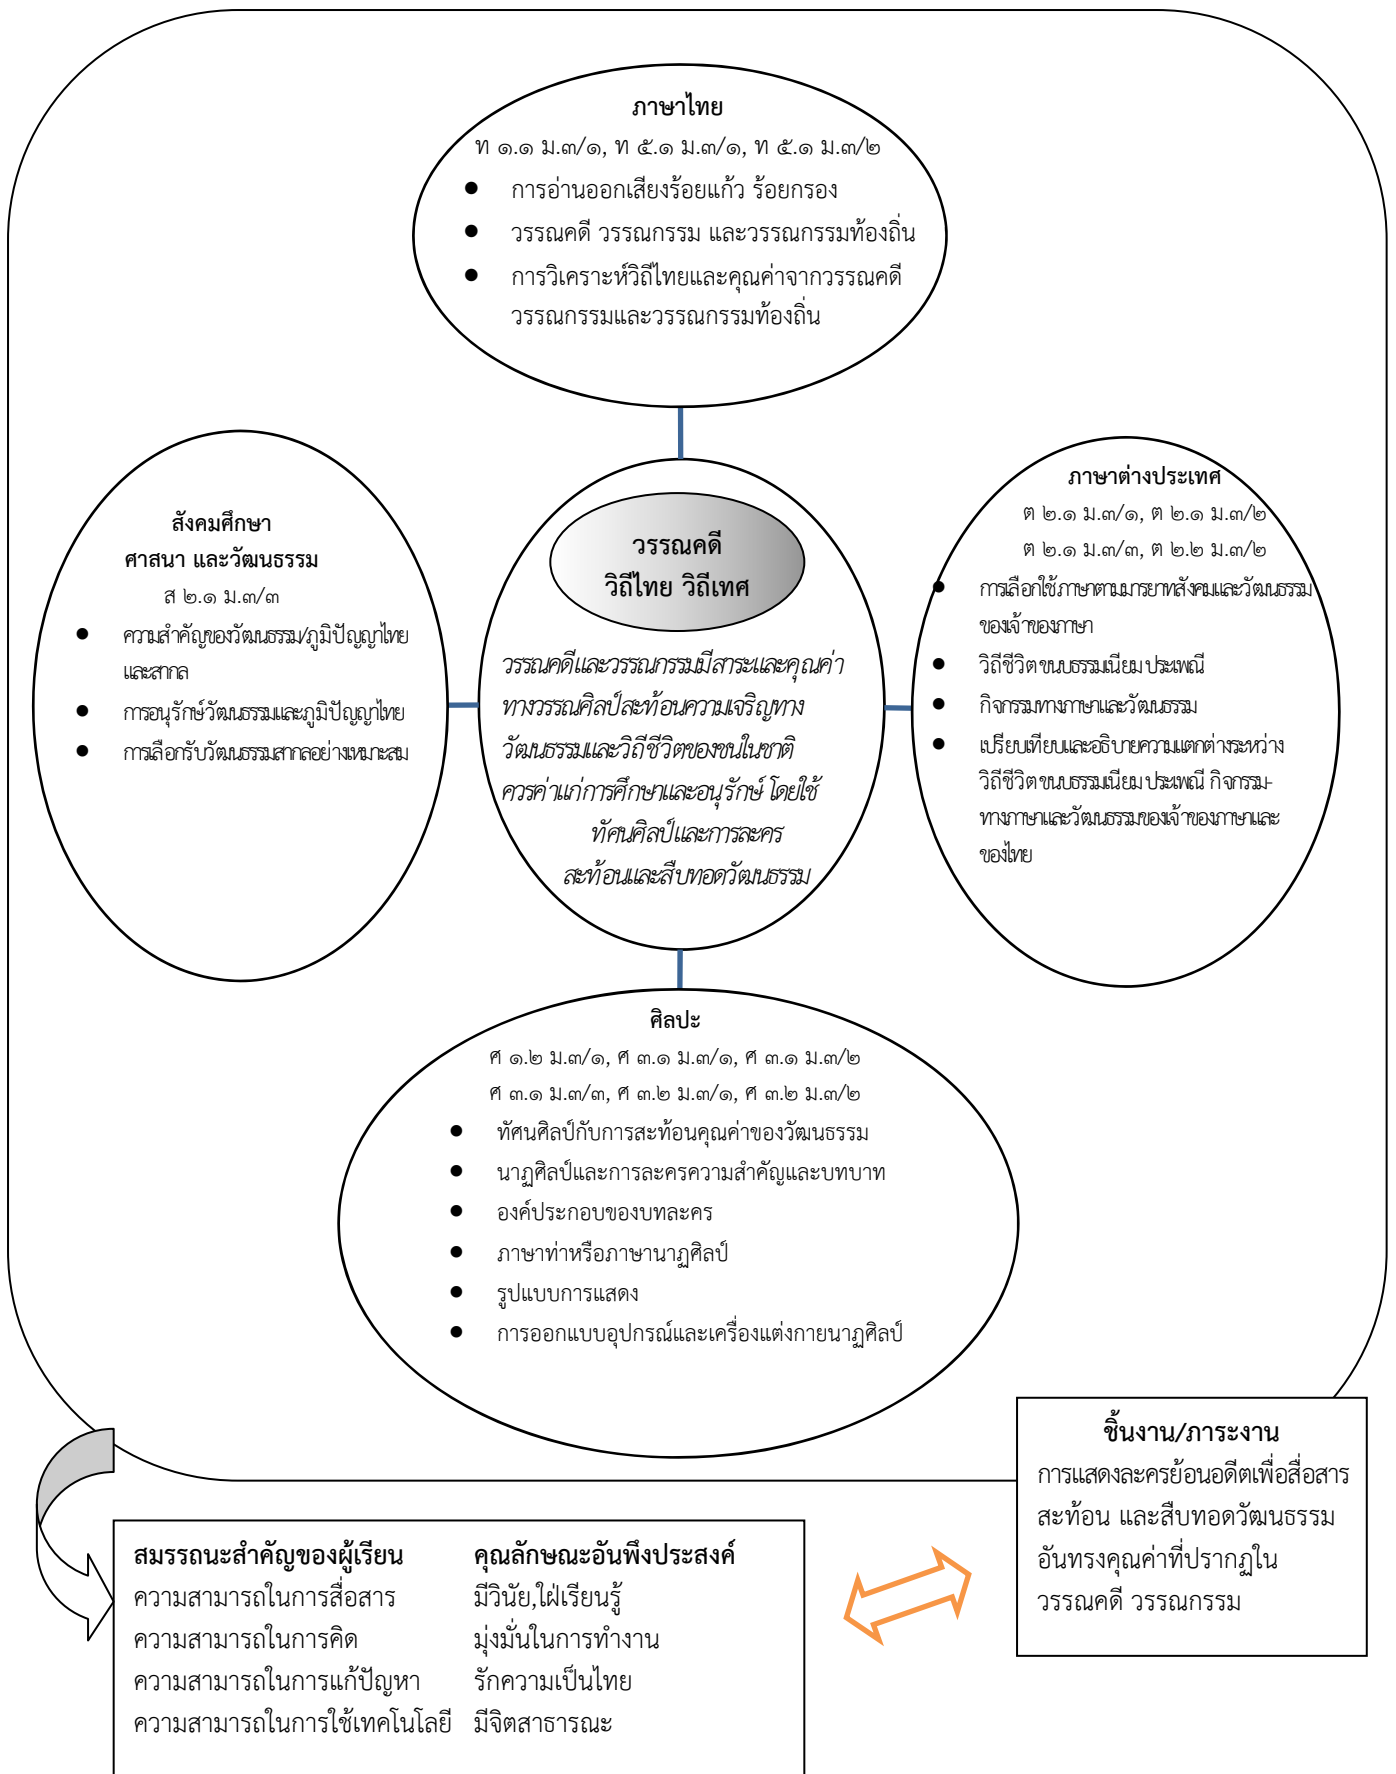 ภาษาไทย
ท ๑.๑ ม.๓/๑, ท ๕.๑ ม.๓/๑, ท ๕.๑ ม.๓/๒
● การอ่านออกเสียงร้อยแก้ว ร้อยกรอง
● วรรณคดี วรรณกรรม และวรรณกรรมท้องถิ่น
● การวิเคราะห์วิถีไทยและคุณค่าจากวรรณคดี
วรรณกรรมและวรรณกรรมท้องถิ่น
สังคมศึกษา
ศาสนา และวัฒนธรรม
ส ๒.๑ ม.๓/๓
● ความสำคัญของวัฒนธรรม/ภูมิปัญญาไทย
และสากล
● การอนุรักษ์วัฒนธรรมและภูมิปัญญาไทย
● การเลือกรับวัฒนธรรมสากลอย่างเหมาะสม
วรรณคดี
วิถีไทย วิถีเทศ
วรรณคดีและวรรณกรรมมีสาระและคุณค่า
ทางวรรณศิลป์สะท้อนความเจริญทาง
วัฒนธรรมและวิถีชีวิตของชนในชาติ
ควรค่าแก่การศึกษาและอนุรักษ์ โดยใช้
ทัศนศิลป์และการละคร
สะท้อนและสืบทอดวัฒนธรรม
ภาษาต่างประเทศ
ต ๒.๑ ม.๓/๑, ต ๒.๑ ม.๓/๒
ต ๒.๑ ม.๓/๓, ต ๒.๒ ม.๓/๒
● การเลือกใช้ภาษาตามมารยาทสังคมและวัฒนธรรม
ของเจ้าของภาษา
● วิถีชีวิต ขนบธรรมเนียม ประเพณี
● กิจกรรมทางภาษาและวัฒนธรรม
● เปรียบเทียบและอธิบายความแตกต่างระหว่าง
วิถีชีวิต ขนบธรรมเนียม ประเพณี กิจกรรม-
ทางภาษาและวัฒนธรรมของเจ้าของภาษาและ
ของไทย
ศิลปะ
ศ ๑.๒ ม.๓/๑, ศ ๓.๑ ม.๓/๑, ศ ๓.๑ ม.๓/๒
ศ ๓.๑ ม.๓/๓, ศ ๓.๒ ม.๓/๑, ศ ๓.๒ ม.๓/๒
● ทัศนศิลป์กับการสะท้อนคุณค่าของวัฒนธรรม
● นาฏศิลป์และการละครความสำคัญและบทบาท
● องค์ประกอบของบทละคร
● ภาษาท่าหรือภาษานาฏศิลป์
● รูปแบบการแสดง
● การออกแบบอุปกรณ์และเครื่องแต่งกายนาฏศิลป์
ชิ้นงาน/ภาระงาน
การแสดงละครย้อนอดีตเพื่อสื่อสาร
สะท้อน และสืบทอดวัฒนธรรม
อันทรงคุณค่าที่ปรากฏใน
วรรณคดี วรรณกรรม
สมรรถนะสำคัญของผู้เรียน คุณลักษณะอันพึงประสงค์
ความสามารถในการสื่อสาร มีวินัย,ใฝ่เรียนรู้
ความสามารถในการคิด มุ่งมั่นในการทำงาน
ความสามารถในการแก้ปัญหา รักความเป็นไทย
ความสามารถในการใช้เทคโนโลยี มีจิตสาธารณะ